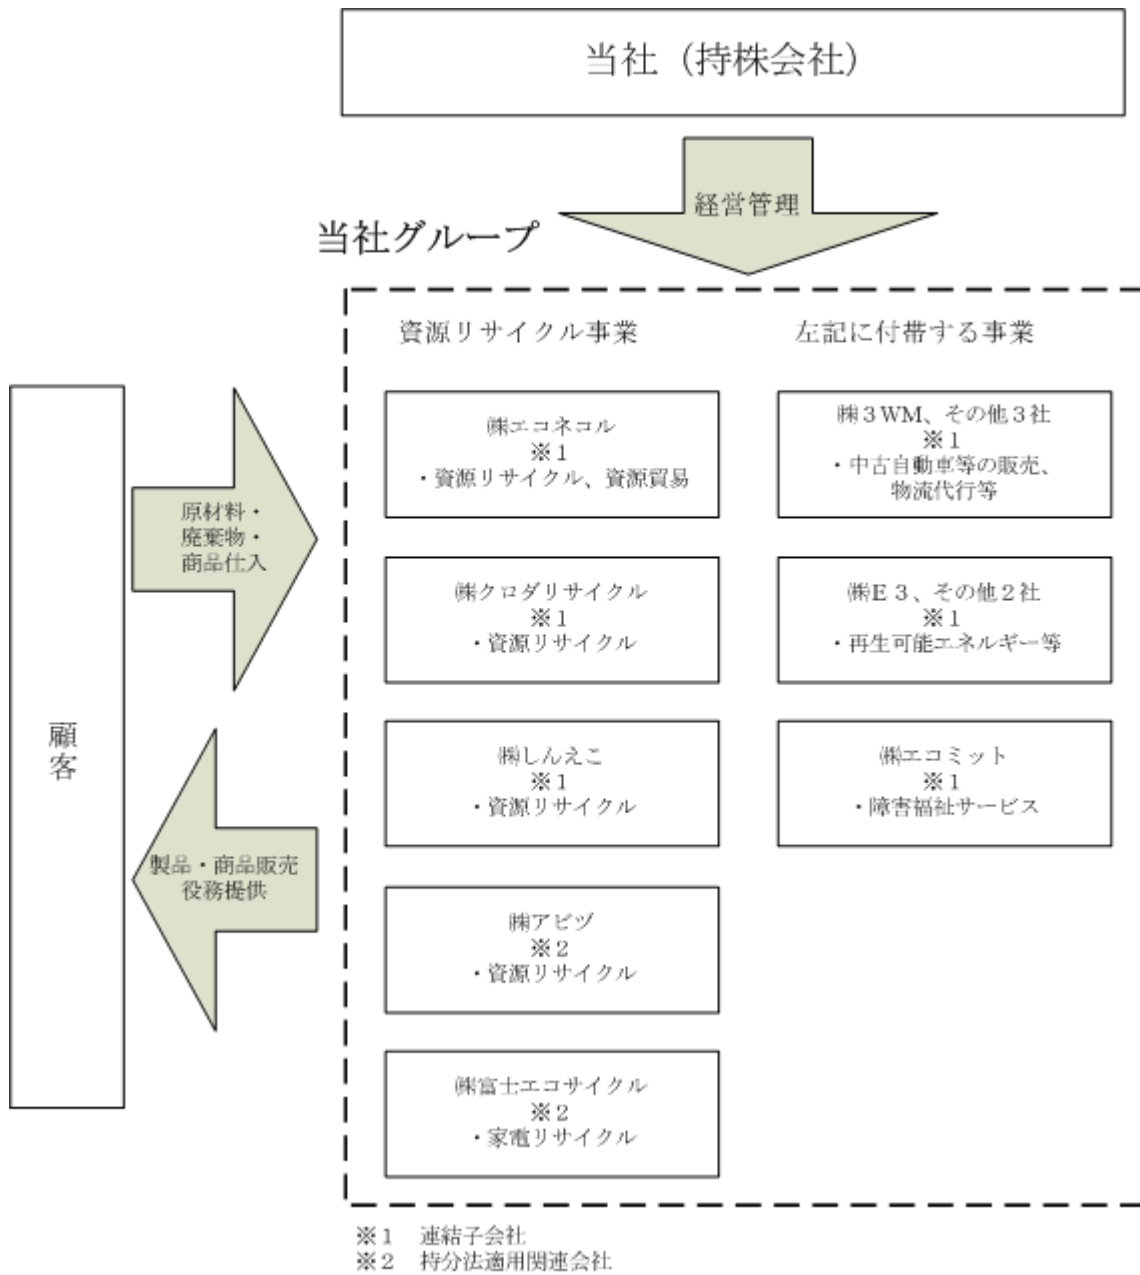 当社（持株会社）
経営管理
当社グループ
資源リサイクル事業
左記に付帯する事業
㈱エコネコル
※１
・資源リサイクル、資源貿易
㈱３WM、その他３社
※１
・中古自動車等の販売、
物流代行等
原材料・
廃棄物・
商品仕入
㈱クロダリサイクル
※１
・資源リサイクル
㈱Ｅ３、その他２社
※１
・再生可能エネルギー等
顧客
㈱しんえこ
※１
・資源リサイクル
㈱エコミット
※１
・障害福祉サービス
製品・商品販売
役務提供
㈱アビヅ
※２
・資源リサイクル
㈱富士エコサイクル
※２
・家電リサイクル
※１　連結子会社
※２　持分法適用関連会社